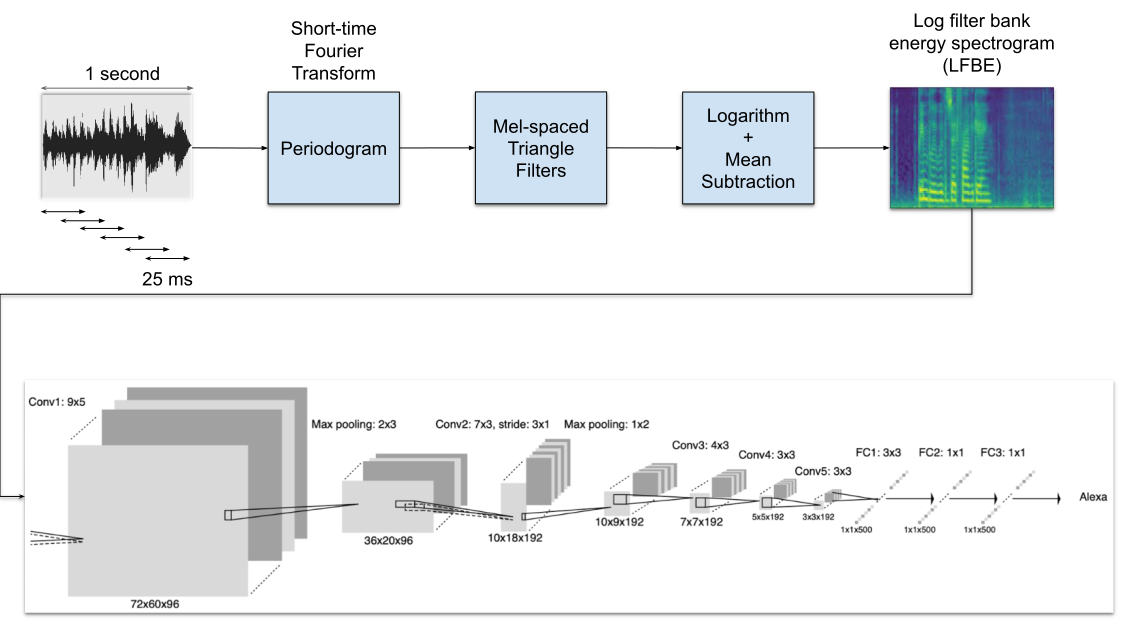 Short-time
Fourier
Transform
Log filter bank
energy spectrogram
(LFBE)
1 second
Periodogram
Mel-spaced
Triangle
Filters
Logarithm
+
Mean
Subtraction
25 ms
Conv1: 9x5
Max pooling: 2x3
Conv2: 7x3, stride: 3x1
Max pooling: 1x2
Conv3: 4x3
Conv4: 3x3
Conv5: 3x3
FC1: 3x3
FC2: 1x1
FC3: 1x1
Alexa
72x60x96
36x20x96
10x18x192
10x9x192
7x7x192
5x5x192
3x3x192
1x1x500
1x1x500
1x1x500